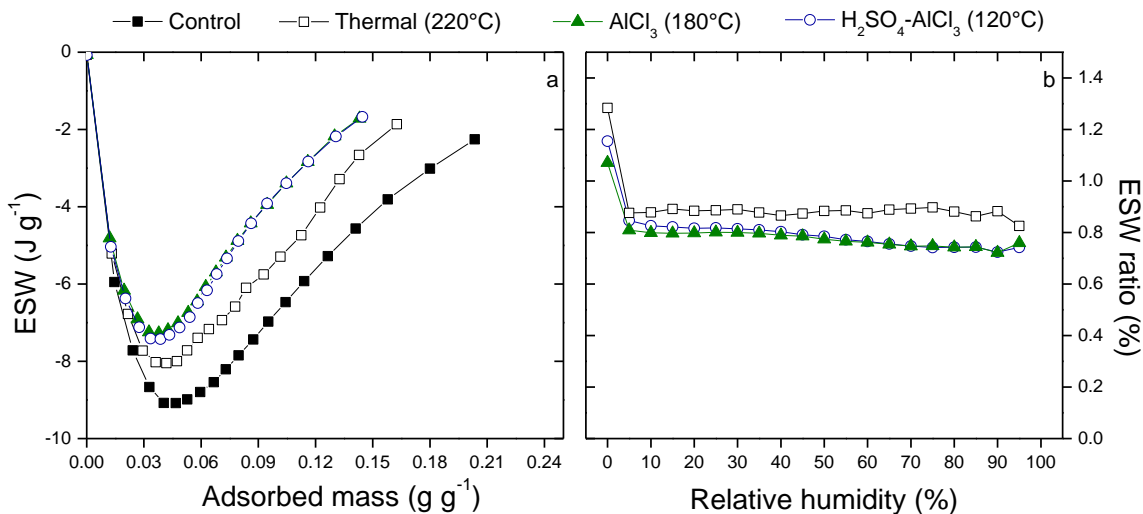 Control Thermal (220°C) AlCl₃ (180°C) H₂SO₄-AlCl₃ (120°C)
a
ESW (J g⁻¹)
0
-2
-4
-6
-8
-10
0.00 0.03 0.06 0.09 0.12 0.15 0.18 0.21 0.24
Adsorbed mass (g g⁻¹)
b
1.4
1.2
1.0
0.8
0.6
0.4
0.2
0.0
ESW ratio (%)
0 10 20 30 40 50 60 70 80 90 100
Relative humidity (%)